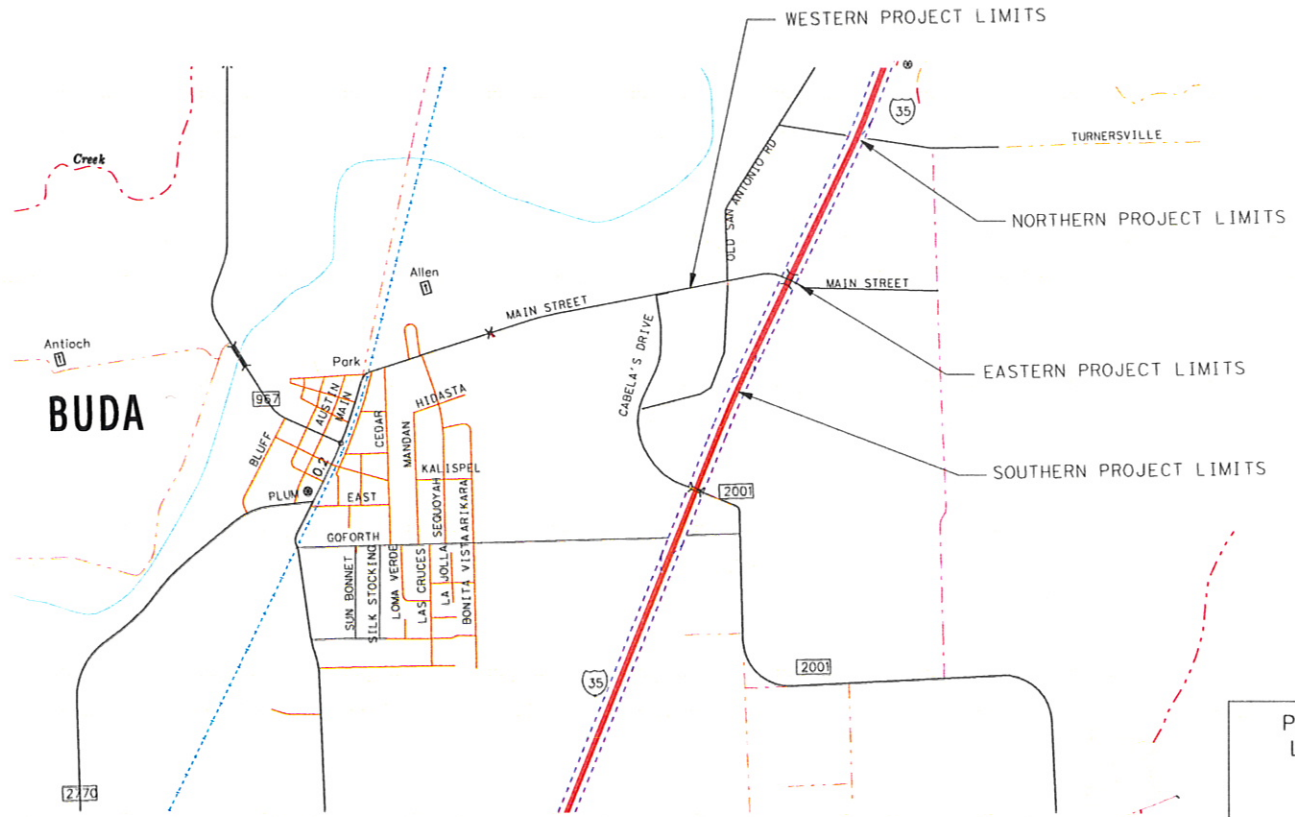 WESTERN PROJECT LIMITS
35
TURNERSVILLE
Creek
OLD SAN ANTONIO RD
NORTHERN PROJECT LIMITS
Allen
MAIN STREET
MAIN STREET
Antioch
Park
CABELA'S DRIVE
EASTERN PROJECT LIMITS
BUDA
967
AUSTIN
MAIN
HIDASTA
CEDAR
MANDAN
BLUFF
0.2
KALISPEL
SOUTHERN PROJECT LIMITS
PLUM
EAST
SEQUOYAH
ARIKARA
2001
GOFORTH
SUN BONNET
SILK STOCKING
LOMA VERDE
LAS CRUCES
LA JOLLA
BONITA VISTA
35
2001
2770
P
L